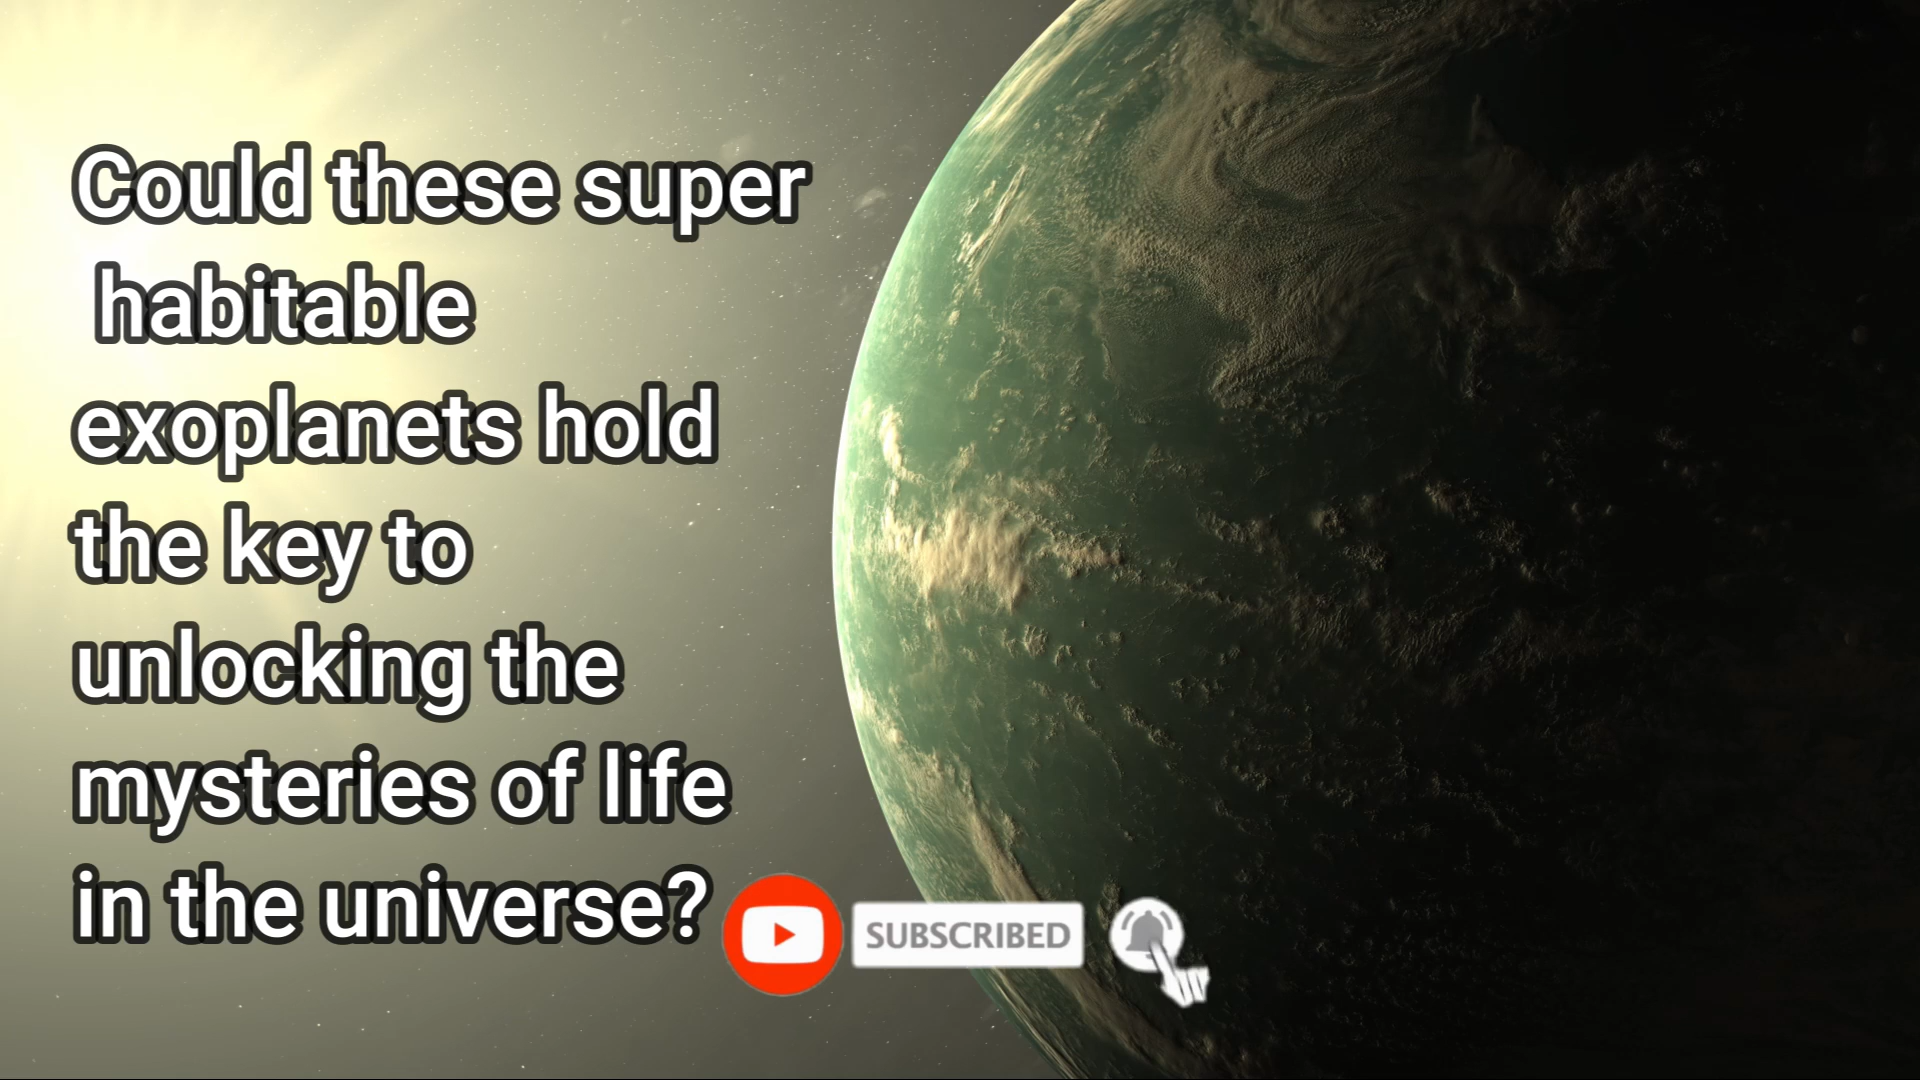 Could these super
habitable
exoplanets hold
the key to
unlocking the
mysteries of life
in the universe?
SUBSCRIBED